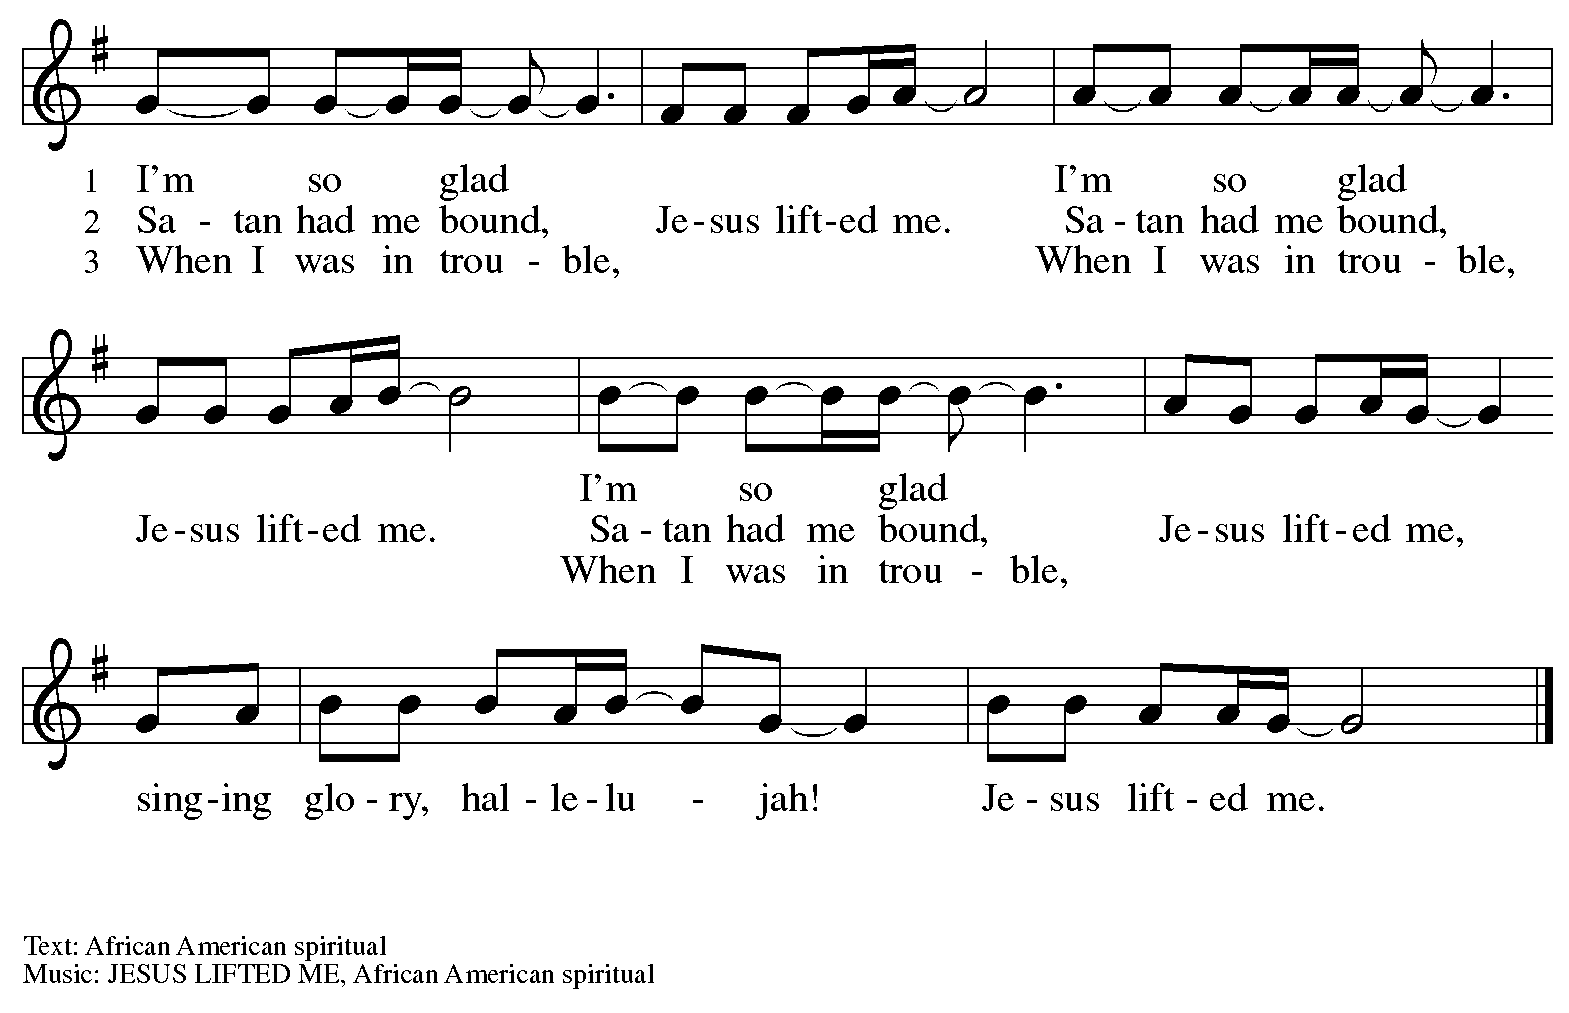 1 I'm so glad I'm so glad
2 Sa - tan had me bound, Je-sus lift-ed me. Sa - tan had me bound,
3 When I was in trou - ble, When I was in trou - ble,
I'm so glad
Je-sus lift-ed me. Sa - tan had me bound, Je-sus lift-ed me,
When I was in trou - ble,
sing-ing glo - ry, hal - le - lu - jah! Je - sus lift - ed me.
Text: African American spiritual
Music: JESUS LIFTED ME, African American spiritual